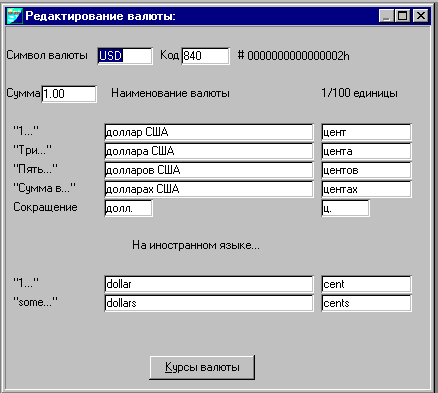 Редактирование валюты:
Символ валюты USD Код 840 # 0000000000000002h
Сумма 1.00 Наименование валюты 1/100 единицы
"1..." доллар США цент
"Три..." доллара США цента
"Пять..." долларов США центов
"Сумма в..." долларах США центах
Сокращение долл. ц.
На иностранном языке...
"1..." dollar cent
"some..." dollars cents
Курсы валюты